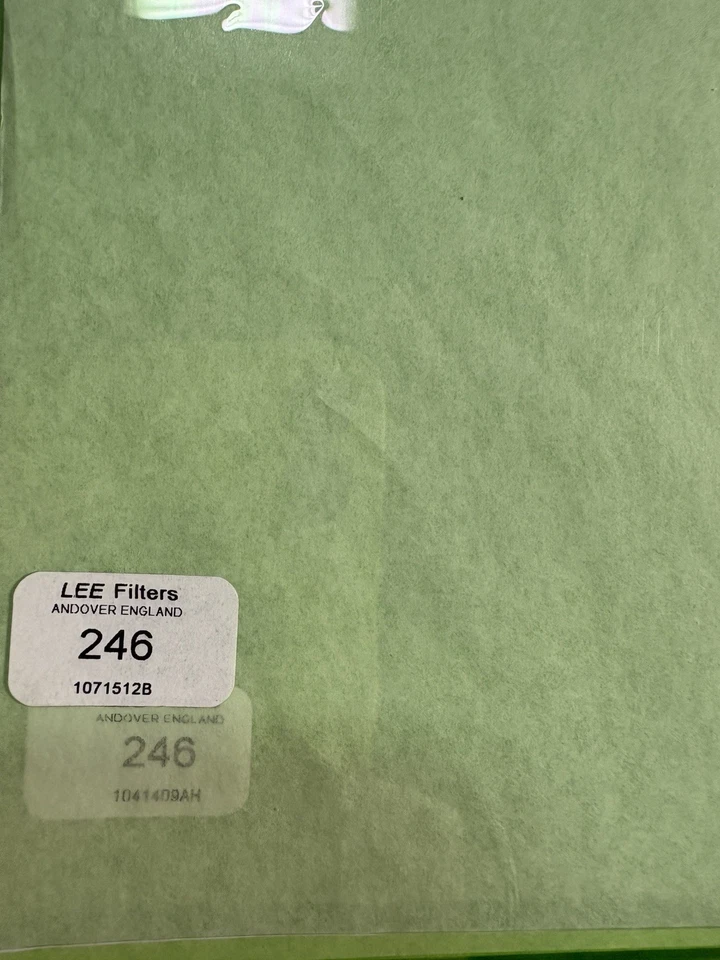 LEE Filters
ANDOVER ENGLAND
246
1071512B
ANDOVER ENGLAND
246
1041409AH